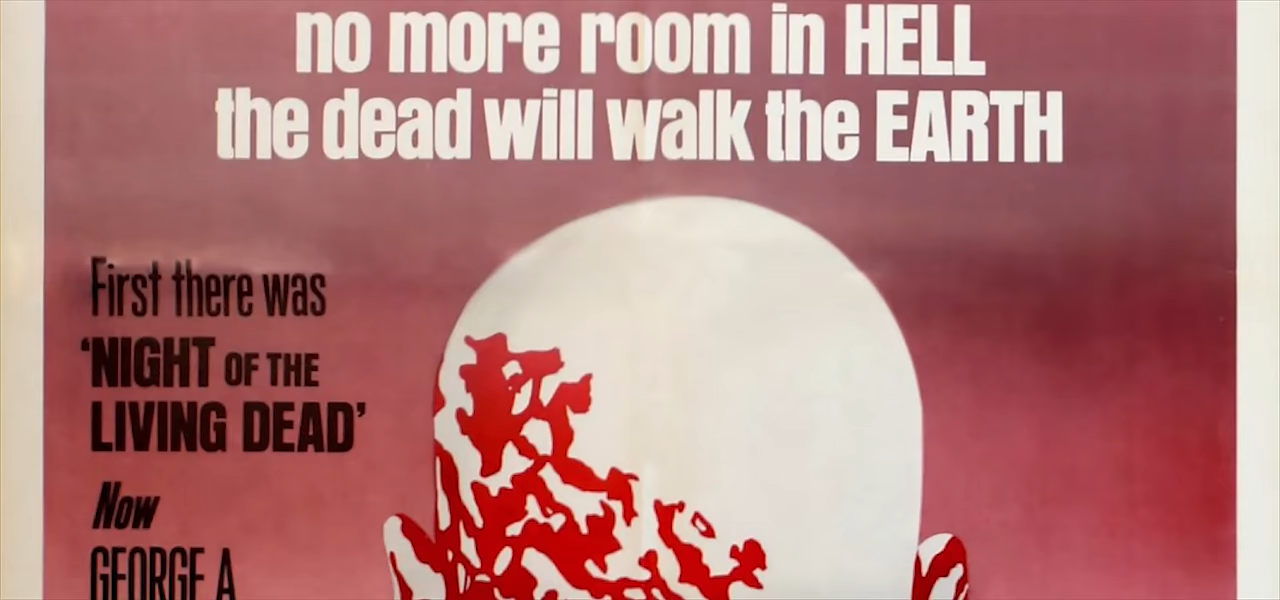 no more room in HELL
the dead will walk the EARTH
First there was
'NIGHT OF THE
LIVING DEAD'
Now
GEORGE A